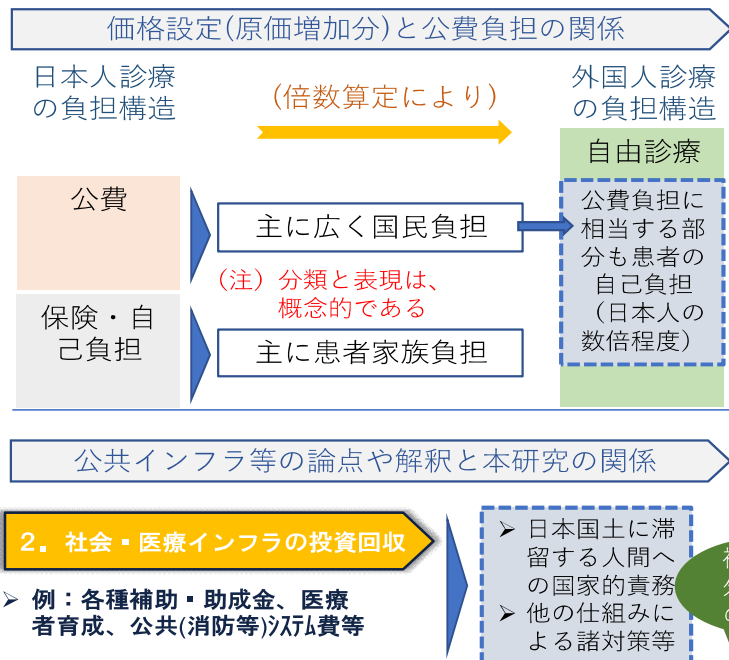 価格設定(原価増加分)と公費負担の関係
日本人診療
の負担構造
(倍数算定により)
外国人診療
の負担構造
自由診療
公費
主に広く国民負担
公費負担に
相当する部
分も患者の
自己負担
(日本人の
数倍程度)
(注)分類と表現は、
概念的である
保険・自
己負担
主に患者家族負担
公共インフラ等の論点や解釈と本研究の関係
2. 社会・医療インフラの投資回収
➢ 例：各種補助・助成金、医療
者育成、公共(消防等)システム費等
➢ 日本国土に滞
留する人間へ
の国家的責務
➢ 他の仕組みに
よる諸対策等
の